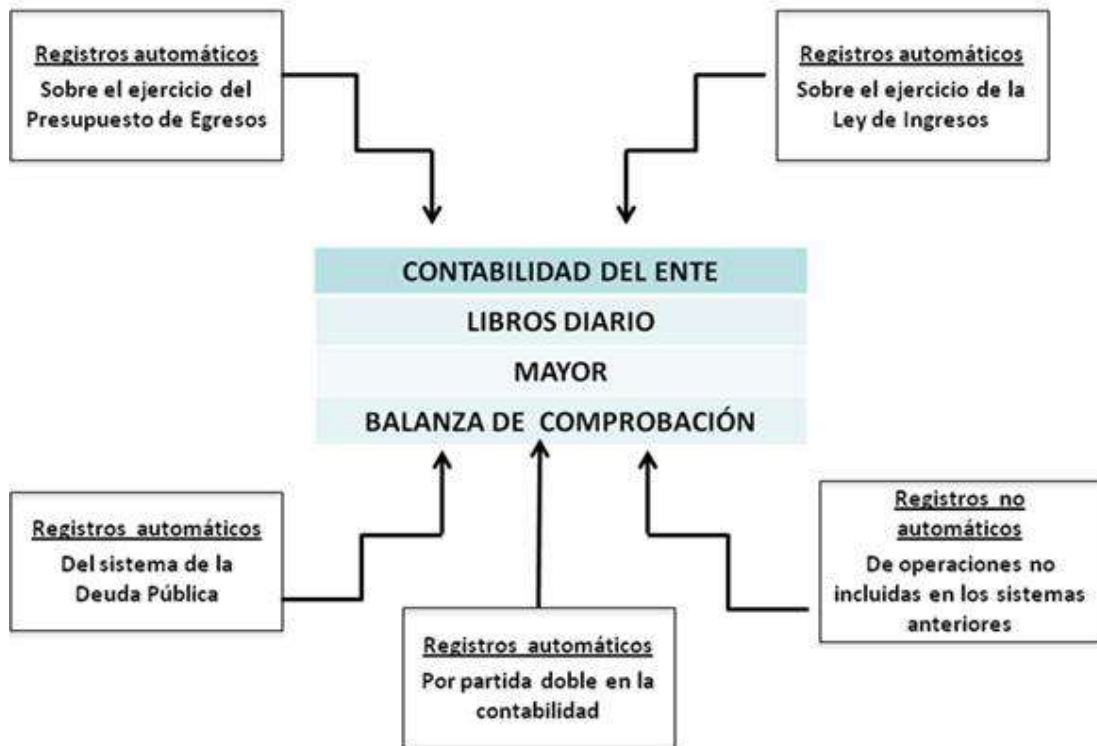 Registros automáticos
Sobre el ejercicio del
Presupuesto de Egresos
Registros automáticos
Sobre el ejercicio de la
Ley de Ingresos
CONTABILIDAD DEL ENTE
LIBROS DIARIO
MAYOR
BALANZA DE COMPROBACIÓN
Registros automáticos
Del sistema de la
Deuda Pública
Registros automáticos
Por partida doble en la
contabilidad
Registros no
automáticos
De operaciones no
incluidas en los sistemas
anteriores